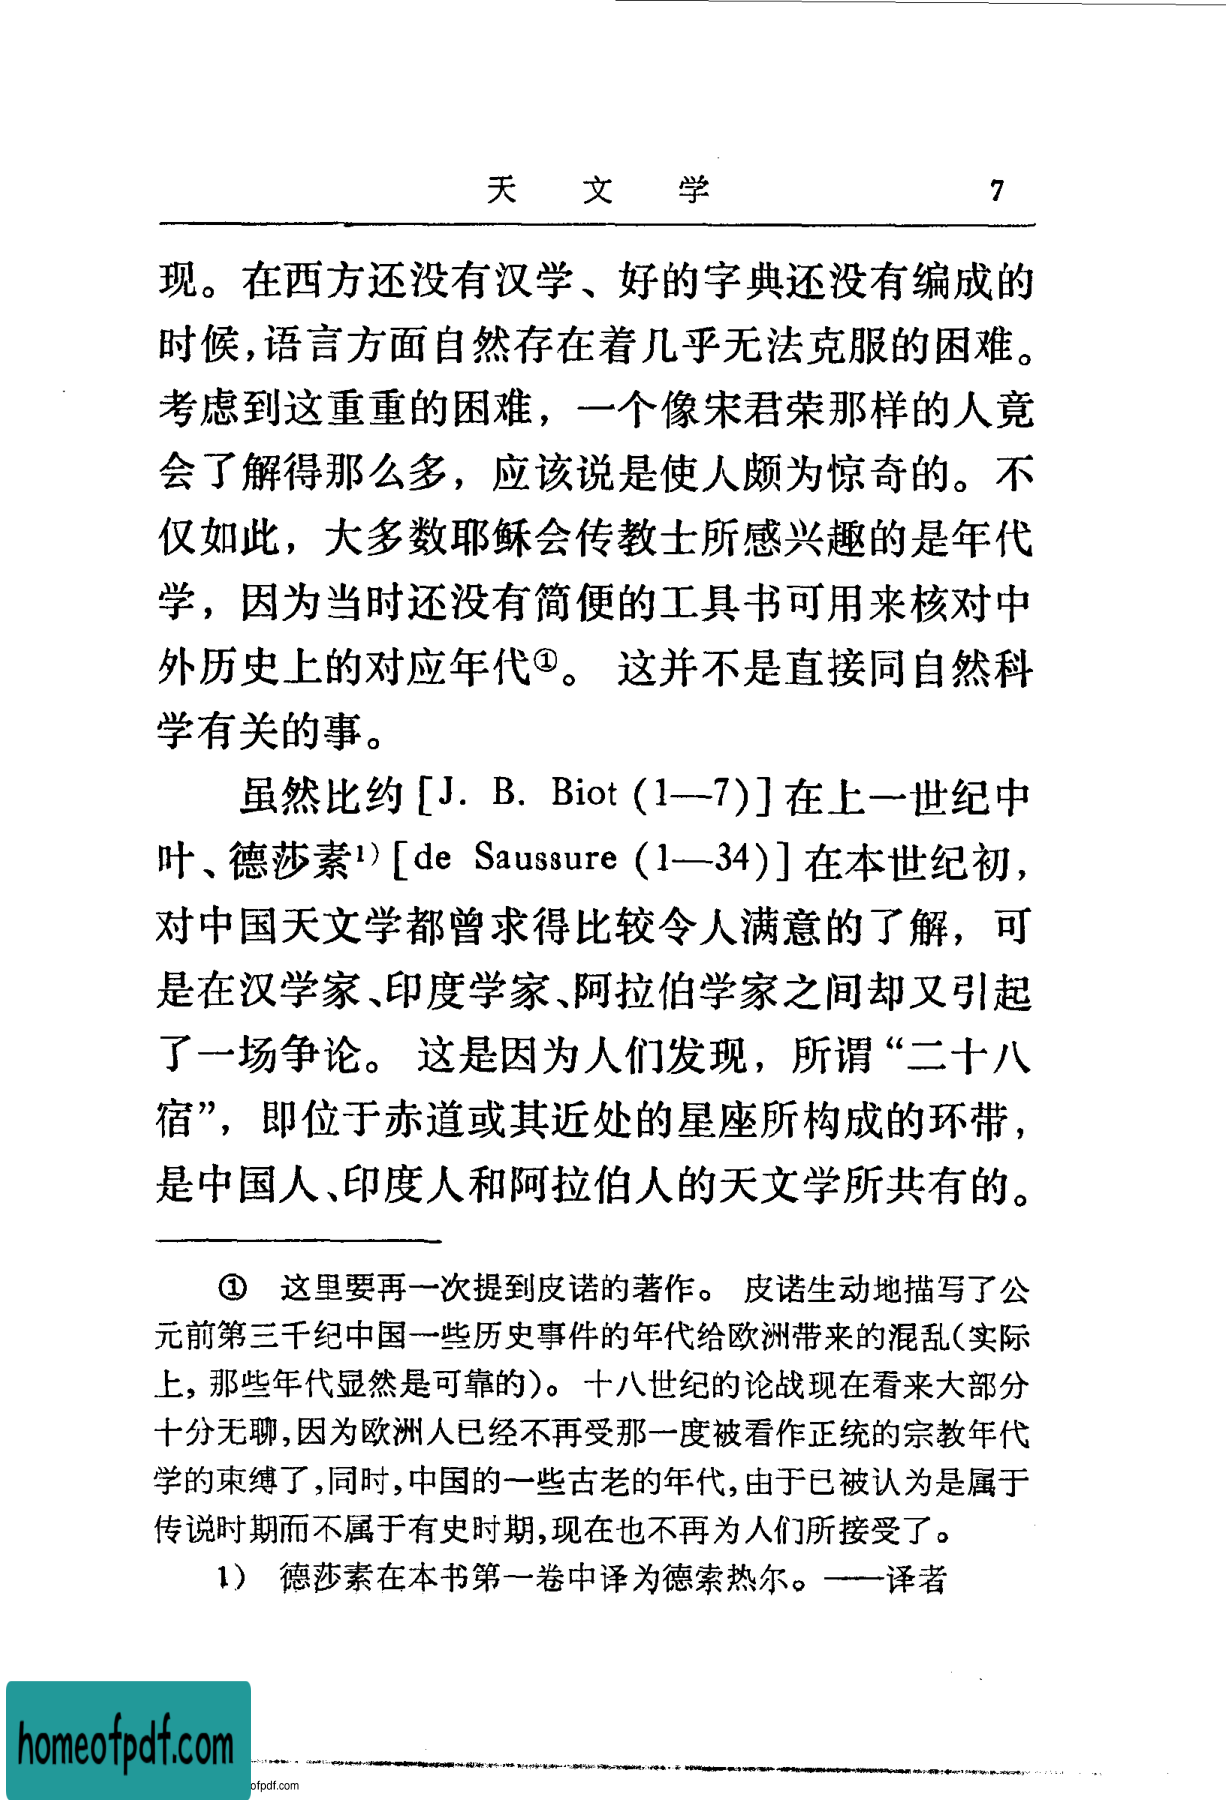 天 文 学 7
现。在西方还没有汉学、好的字典还没有编成的
时候，语言方面自然存在着几乎无法克服的困难。
考虑到这重重的困难，一个像宋君荣那样的人竟
会了解得那么多，应该说是使人颇为惊奇的。不
仅如此，大多数耶稣会传教士所感兴趣的是年代
学，因为当时还没有简便的工具书可用来核对中
外历史上的对应年代①。 这并不是直接同自然科
学有关的事。
虽然比约 [J. B. Biot (1—7)] 在上一世纪中
叶、德莎素1) [de Saussure (1—34)] 在本世纪初，
对中国天文学都曾求得比较令人满意的了解，可
是在汉学家、印度学家、阿拉伯学家之间却又引起
了一场争论。 这是因为人们发现，所谓“二十八
宿”，即位于赤道或其近处的星座所构成的环带，
是中国人、印度人和阿拉伯人的天文学所共有的。
① 这里要再一次提到皮诺的著作。 皮诺生动地描写了公
元前第三千纪中国一些历史事件的年代给欧洲带来的混乱（实际
上，那些年代显然是可靠的）。 十八世纪的论战现在看来大部分
十分无聊，因为欧洲人已经不再受那一度被看作正统的宗教年代
学的束缚了，同时，中国的一些古老的年代，由于已被认为是属于
传说时期而不属于有史时期，现在也不再为人们所接受了。
1) 德莎素在本书第一卷中译为德索热尔。——译者
homeofpdf.com
ofpdf.com